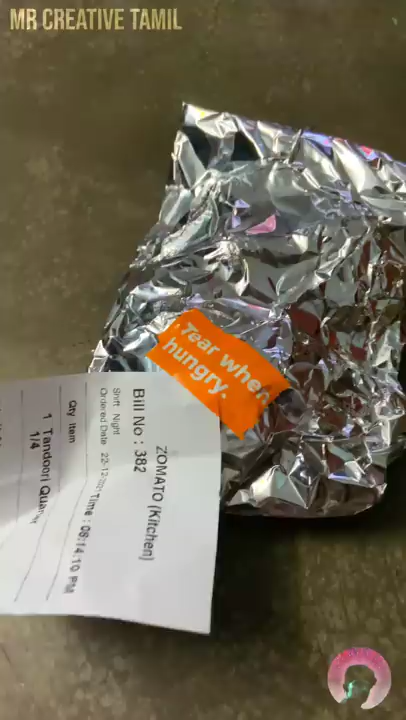 MR CREATIVE TAMIL
Tear when
hungry.
ZOMATO (Kitchen)
Bill No : 382
Shift Night
Ordered Date 22-12- Time : 08:14:10 PM
Qty Item
1 Tandoori
1/4